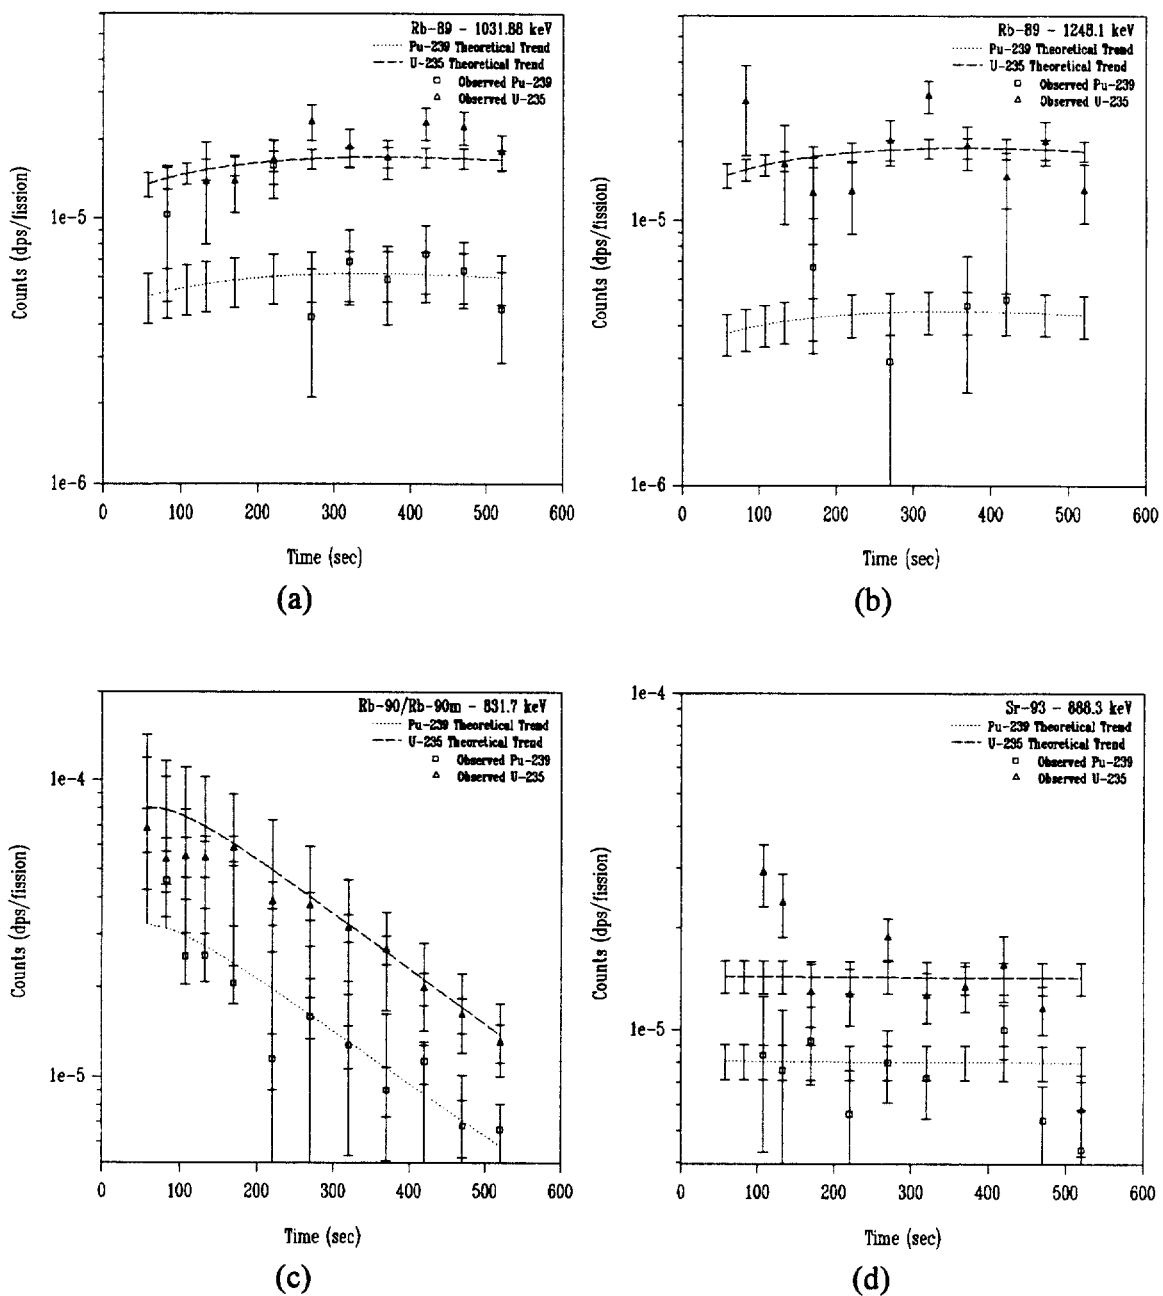 Rb-89 - 1031.88 keV
Pu-239 Theoretical Trend
U-235 Theoretical Trend
Observed Pu-239
Observed U-235
1e-5
1e-6
Counts (dps/fission)
0 100 200 300 400 500 600
Time (sec)
(a)
Rb-89 - 1248.1 keV
Pu-239 Theoretical Trend
U-235 Theoretical Trend
Observed Pu-239
Observed U-235
1e-5
1e-6
Counts (dps/fission)
0 100 200 300 400 500 600
Time (sec)
(b)
Rb-90/Rb-90m - 831.7 keV
Pu-239 Theoretical Trend
U-235 Theoretical Trend
Observed Pu-239
Observed U-235
1e-4
1e-5
Counts (dps/fission)
0 100 200 300 400 500 600
Time (sec)
(c)
1e-4
Sr-93 - 888.3 keV
Pu-239 Theoretical Trend
U-235 Theoretical Trend
Observed Pu-239
Observed U-235
1e-5
Counts (dps/fission)
0 100 200 300 400 500 600
Time (sec)
(d)